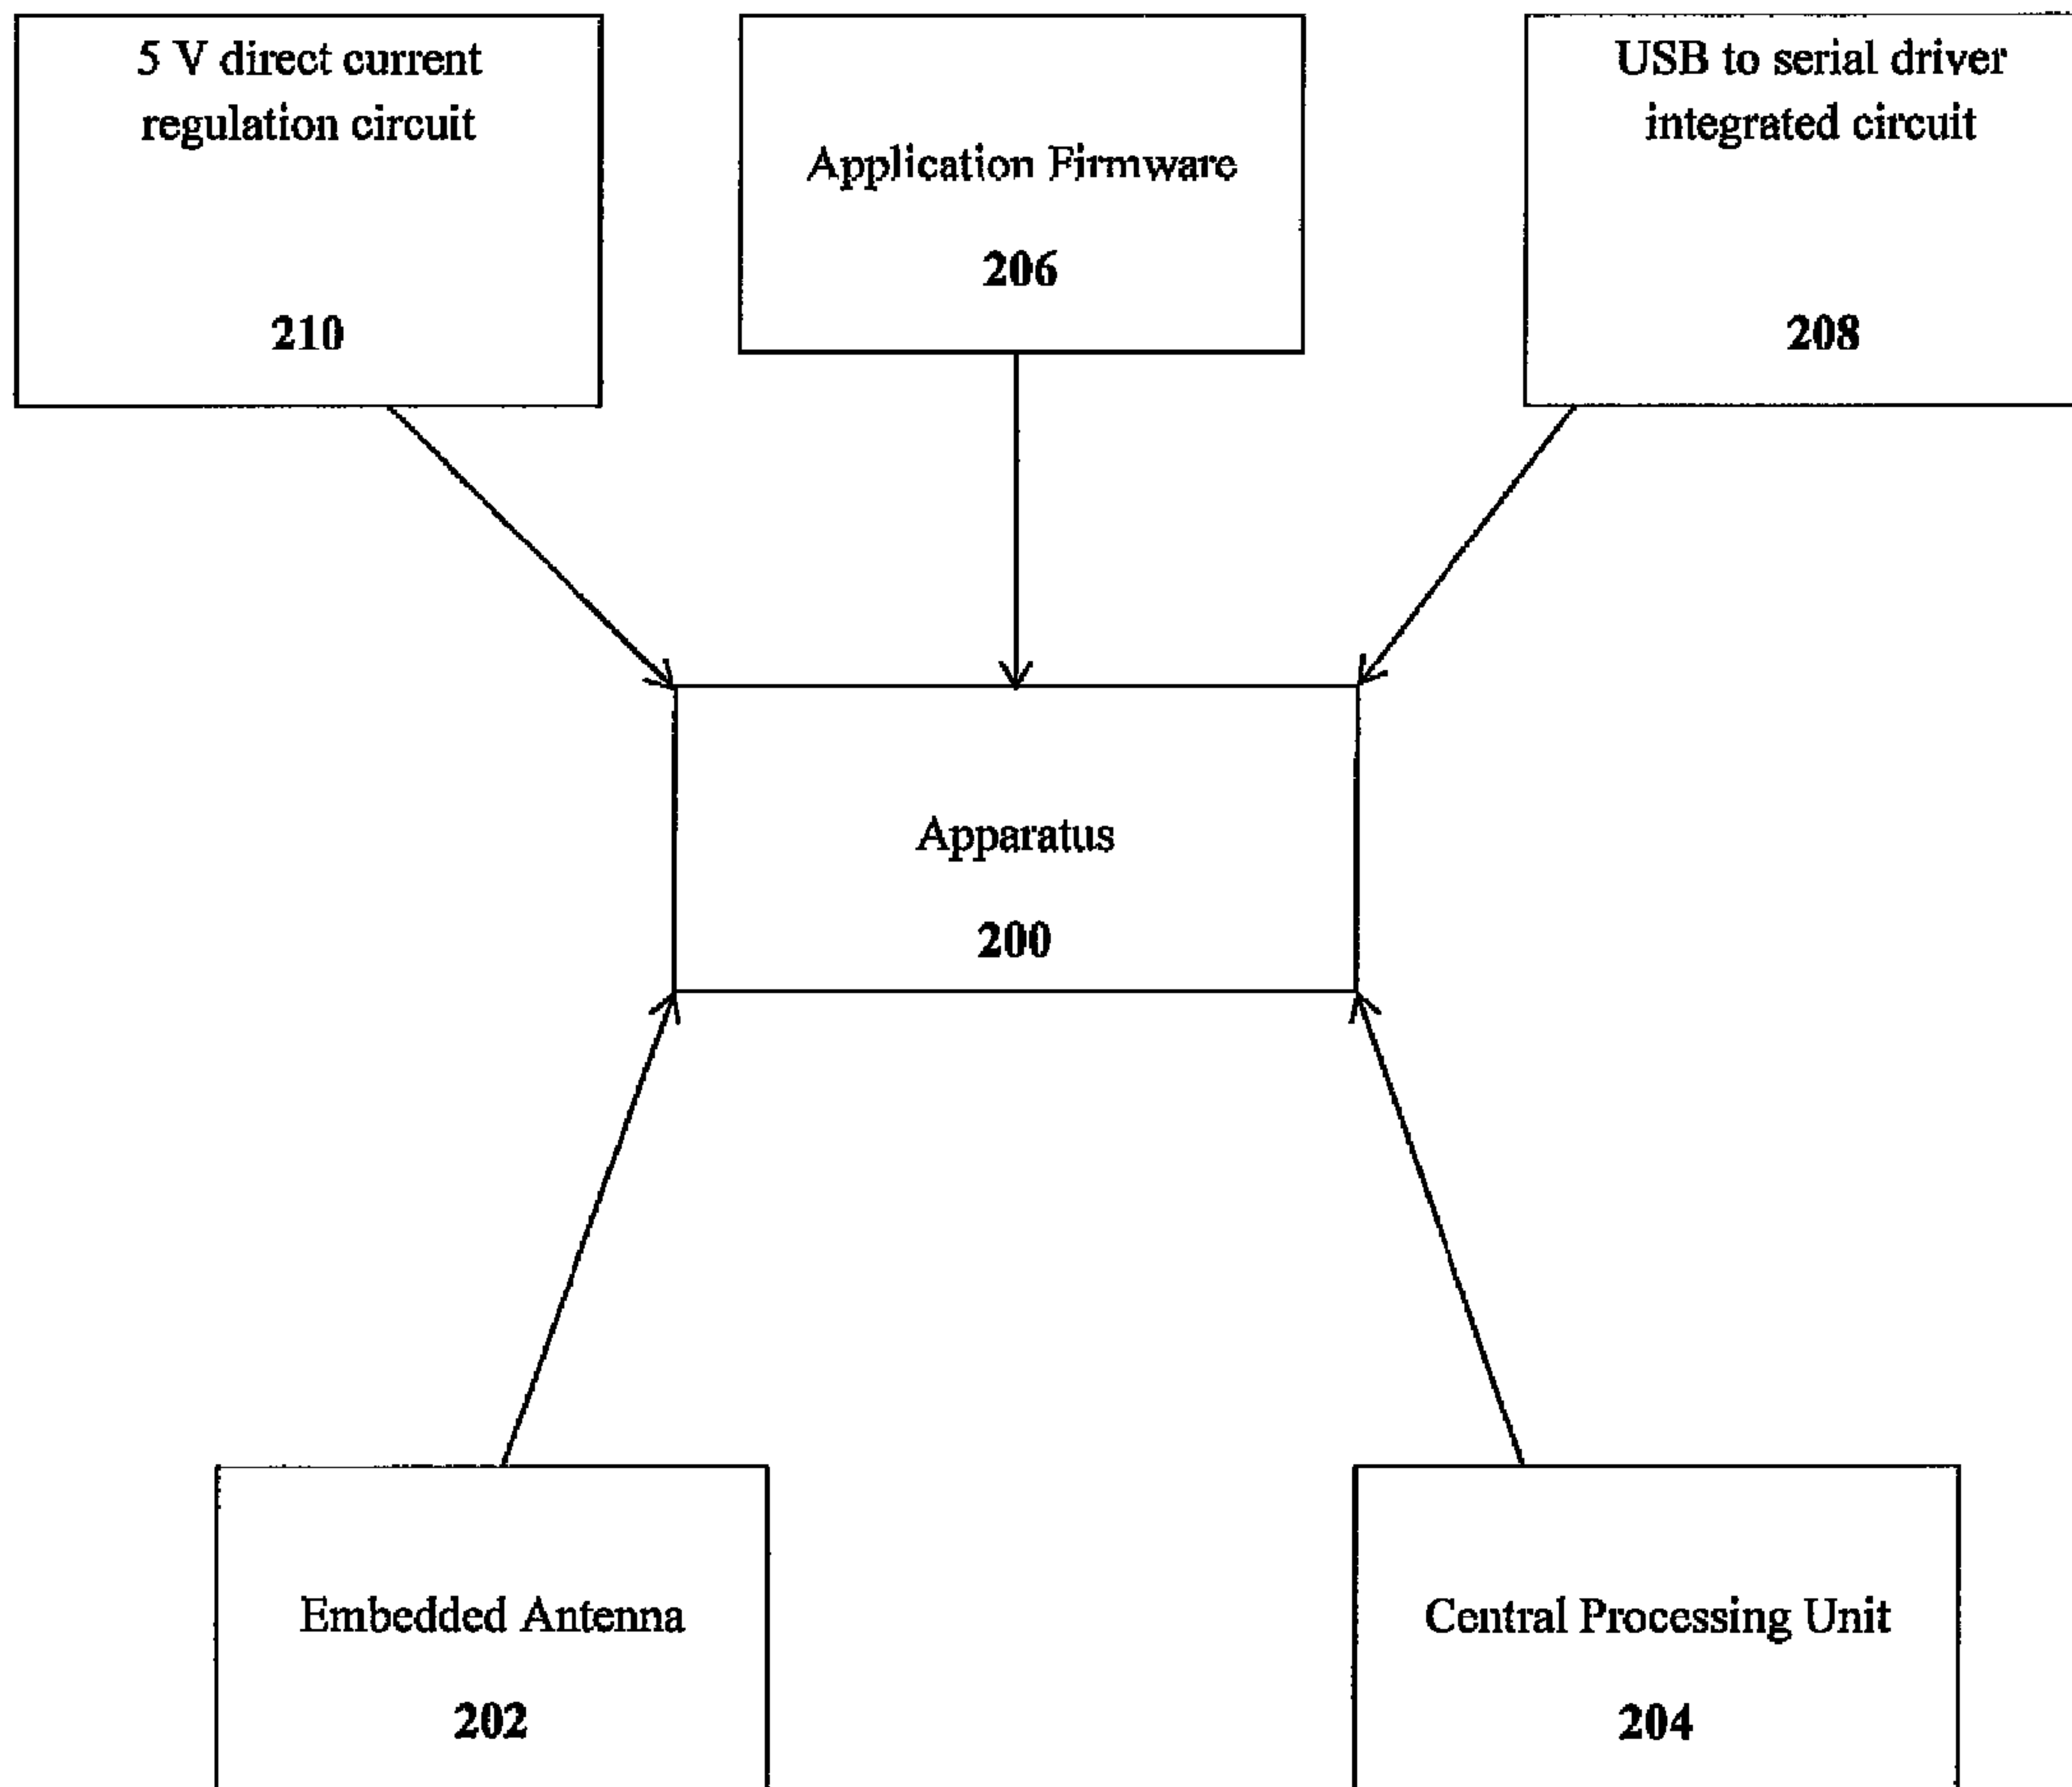 5 V direct current
regulation circuit
210
Application Firmware
206
USB to serial driver
integrated circuit
208
Apparatus
200
Embedded Antenna
202
Central Processing Unit
204